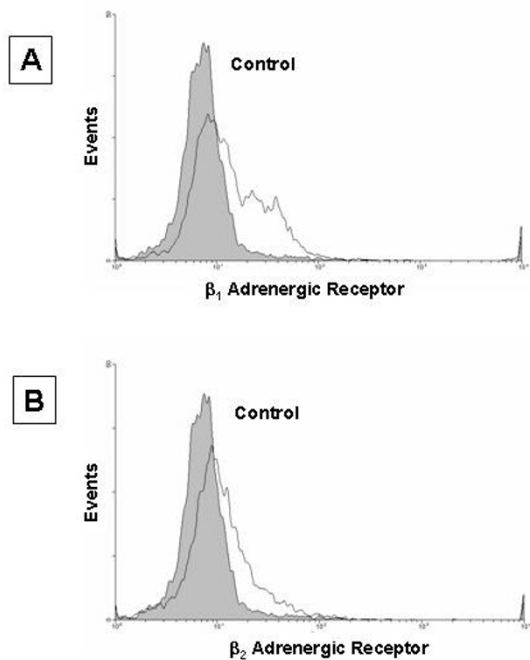 A
Control
Events
β₁ Adrenergic Receptor
B
Control
Events
β₂ Adrenergic Receptor